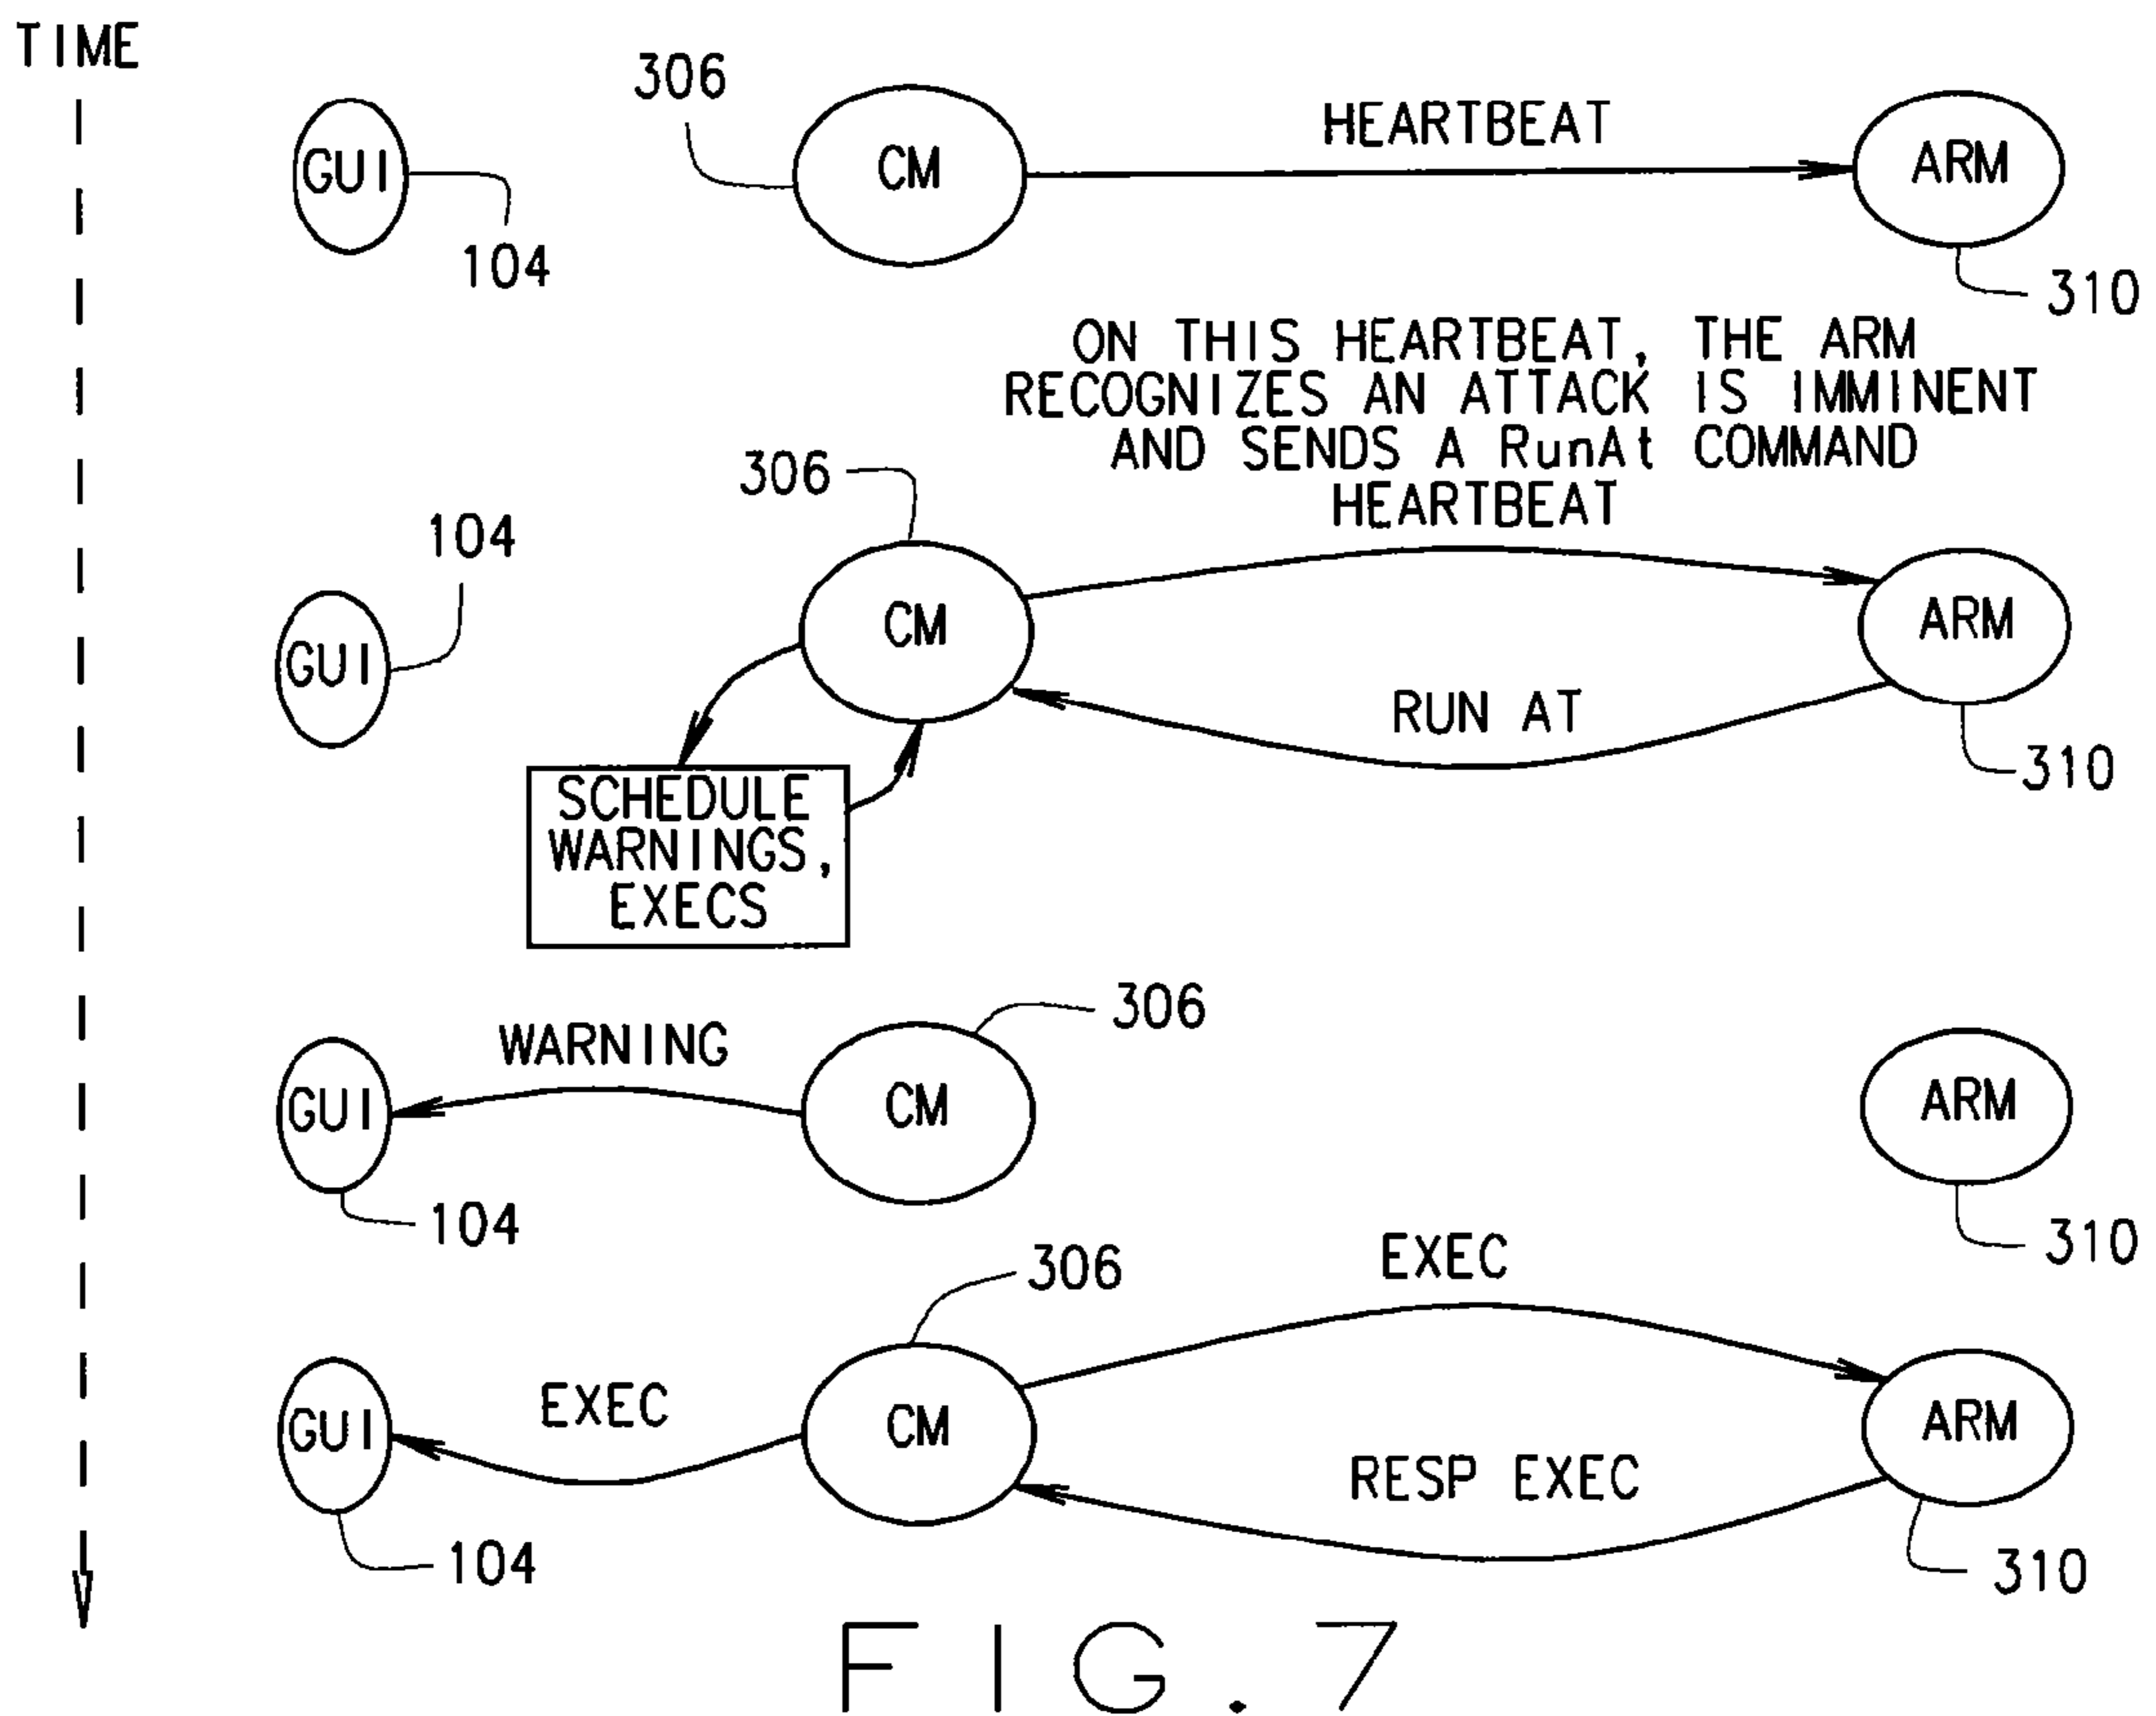 TIME
306
HEARTBEAT
GUI
CM
ARM
104
310
ON THIS HEARTBEAT, THE ARM
RECOGNIZES AN ATTACK IS IMMINENT
AND SENDS A RunAt COMMAND
306
HEARTBEAT
104
GUI
CM
ARM
RUN AT
310
SCHEDULE
WARNINGS,
EXECS
306
WARNING
GUI
CM
ARM
104
310
306
EXEC
GUI
EXEC
CM
ARM
RESP EXEC
104
310
FIG. 7